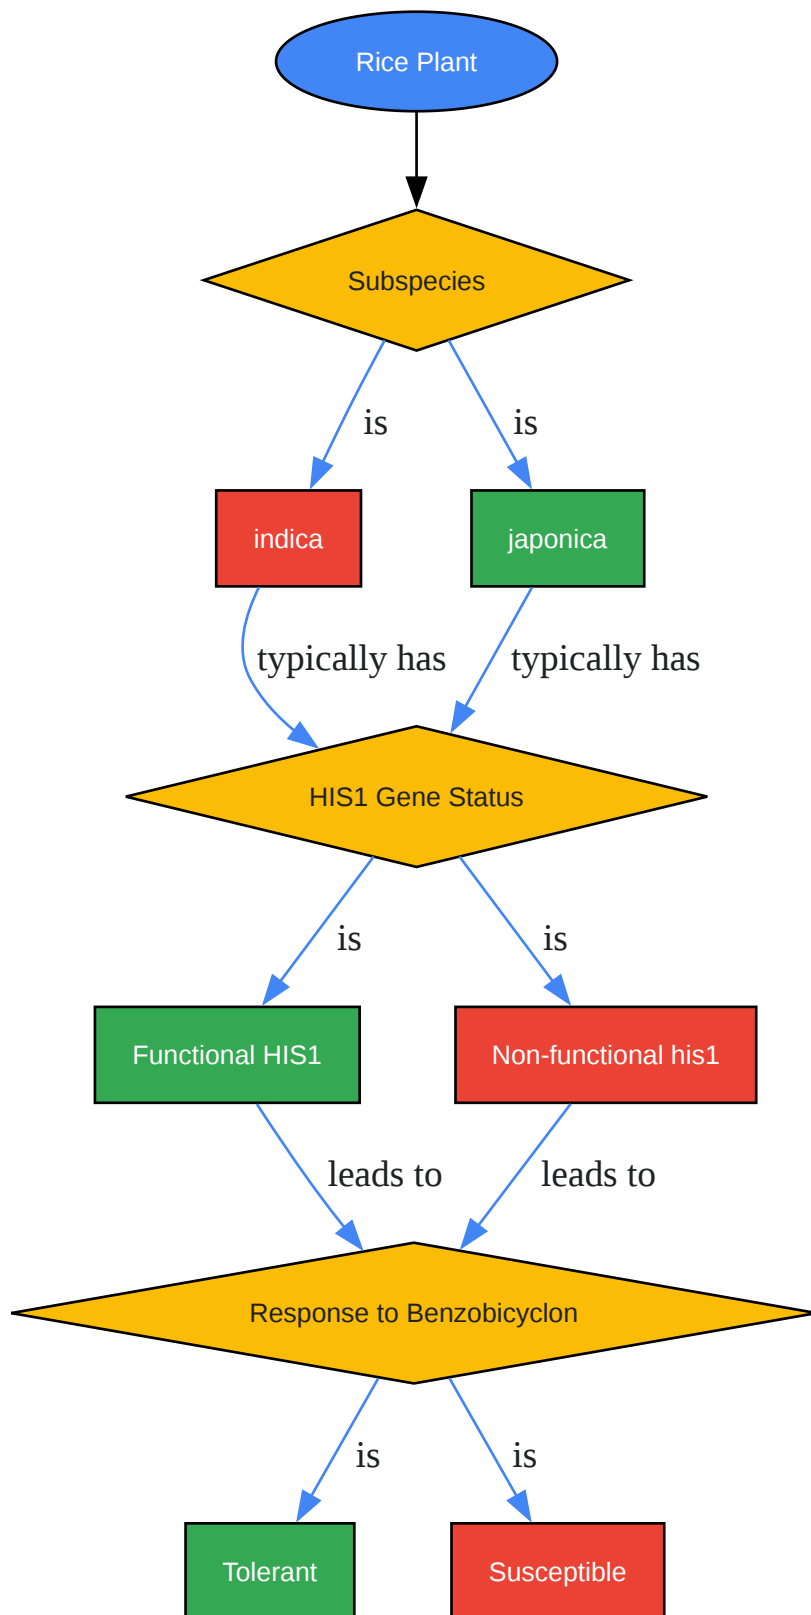 Rice Plant
Subspecies
is
is
indica
japonica
typically has
typically has
HIS1 Gene Status
is
is
Functional HIS1
Non-functional his1
leads to
leads to
Response to Benzobicyclon
is
is
Tolerant
Susceptible